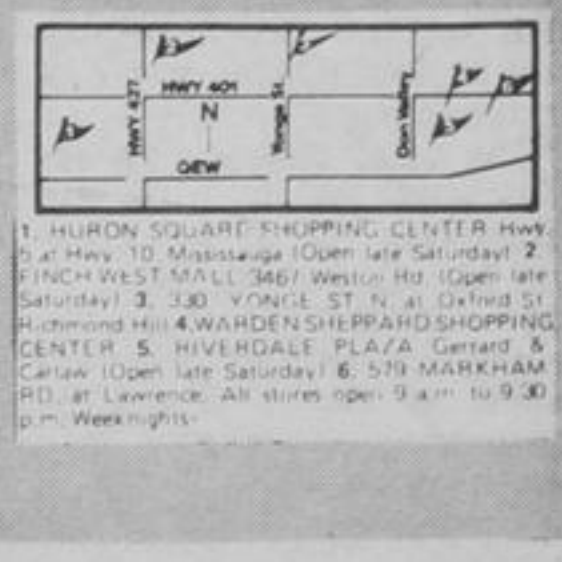 HWY 427
HWY 401
N
QEW
Yonge St.
Don Valley
1. HURON SQUARE SHOPPING CENTER Hwy.
5 at Hwy. 10, Mississauga (Open late Saturday) 2.
FINCH WEST MALL 3467 Weston Rd. (Open late
Saturday) 3. 330 YONGE ST. N. at Oxford St.
Richmond Hill 4. WARDEN SHEPPARD SHOPPING
CENTER 5. RIVERDALE PLAZA Gerrard &
Carlaw (Open late Saturday) 6. 579 MARKHAM
RD. at Lawrence. All stores open 9 a.m. to 9:30
p.m. Weeknights.